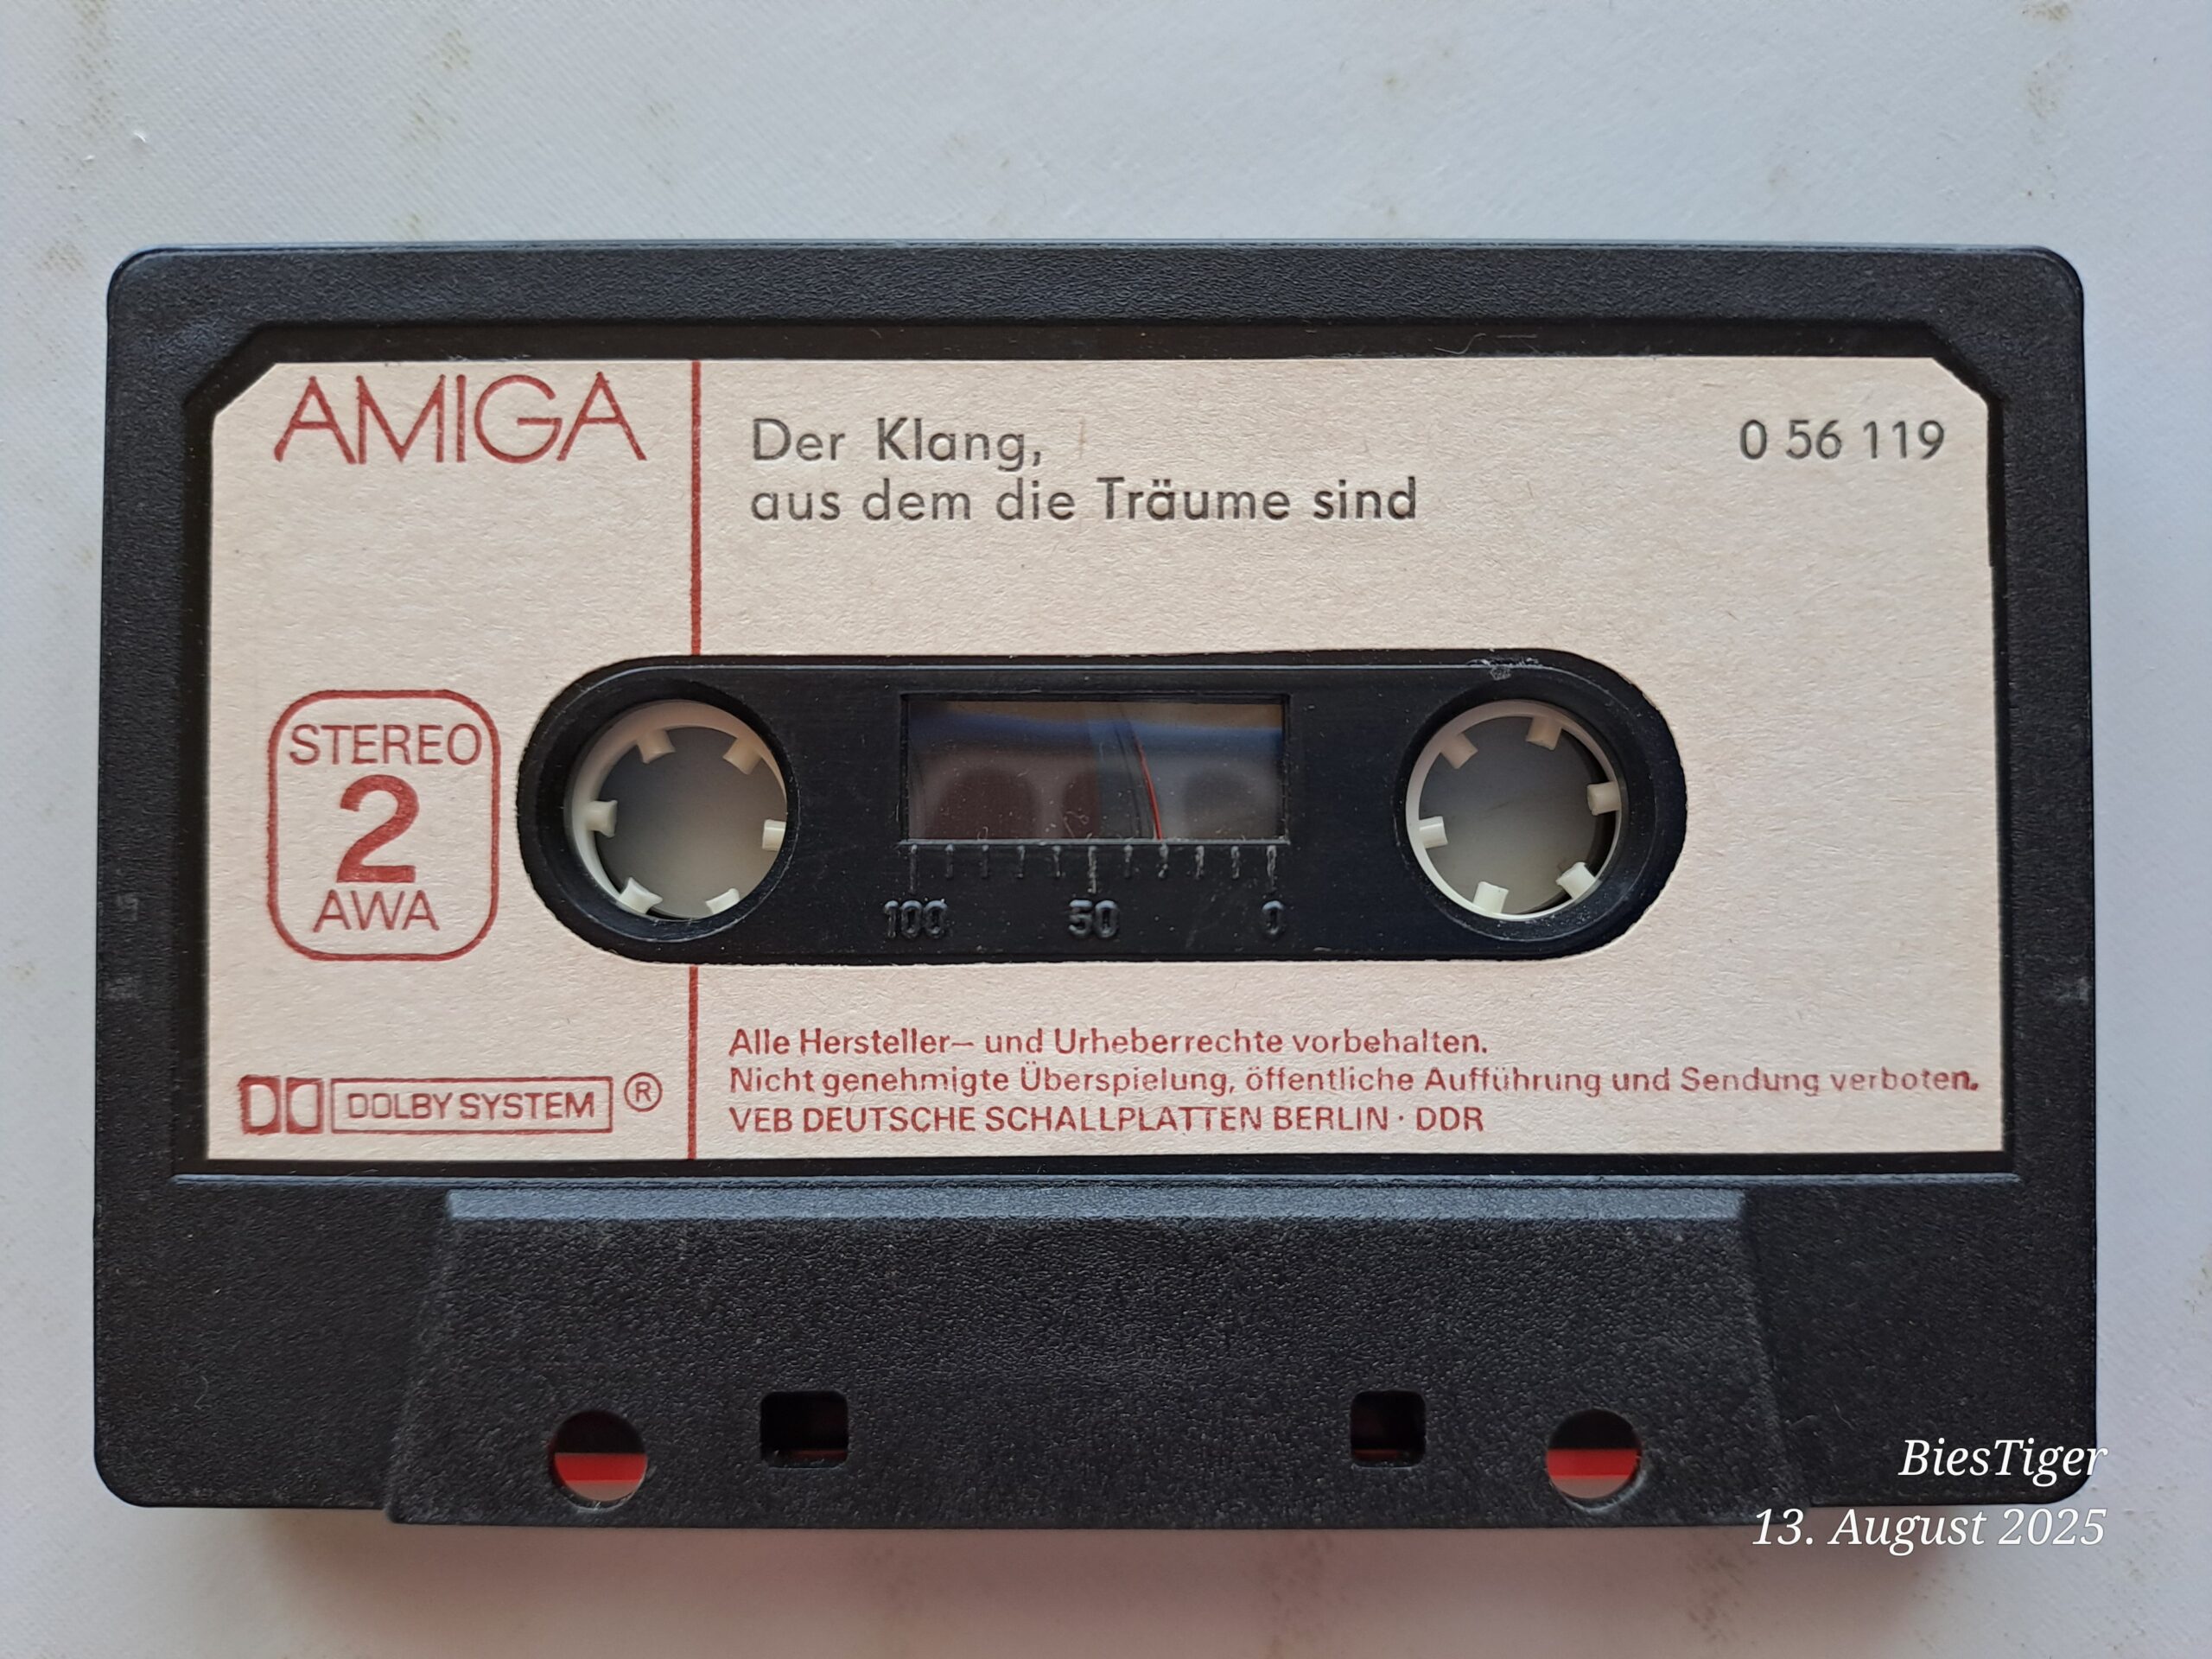 AMIGA
Der Klang,
aus dem die Träume sind
0 56 119
STEREO
2
AWA
100 50 0
DOLBY SYSTEM ®
Alle Hersteller– und Urheberrechte vorbehalten.
Nicht genehmigte Überspielung, öffentliche Aufführung und Sendung verboten.
VEB DEUTSCHE SCHALLPLATTEN BERLIN · DDR
BiesTiger
13. August 2025